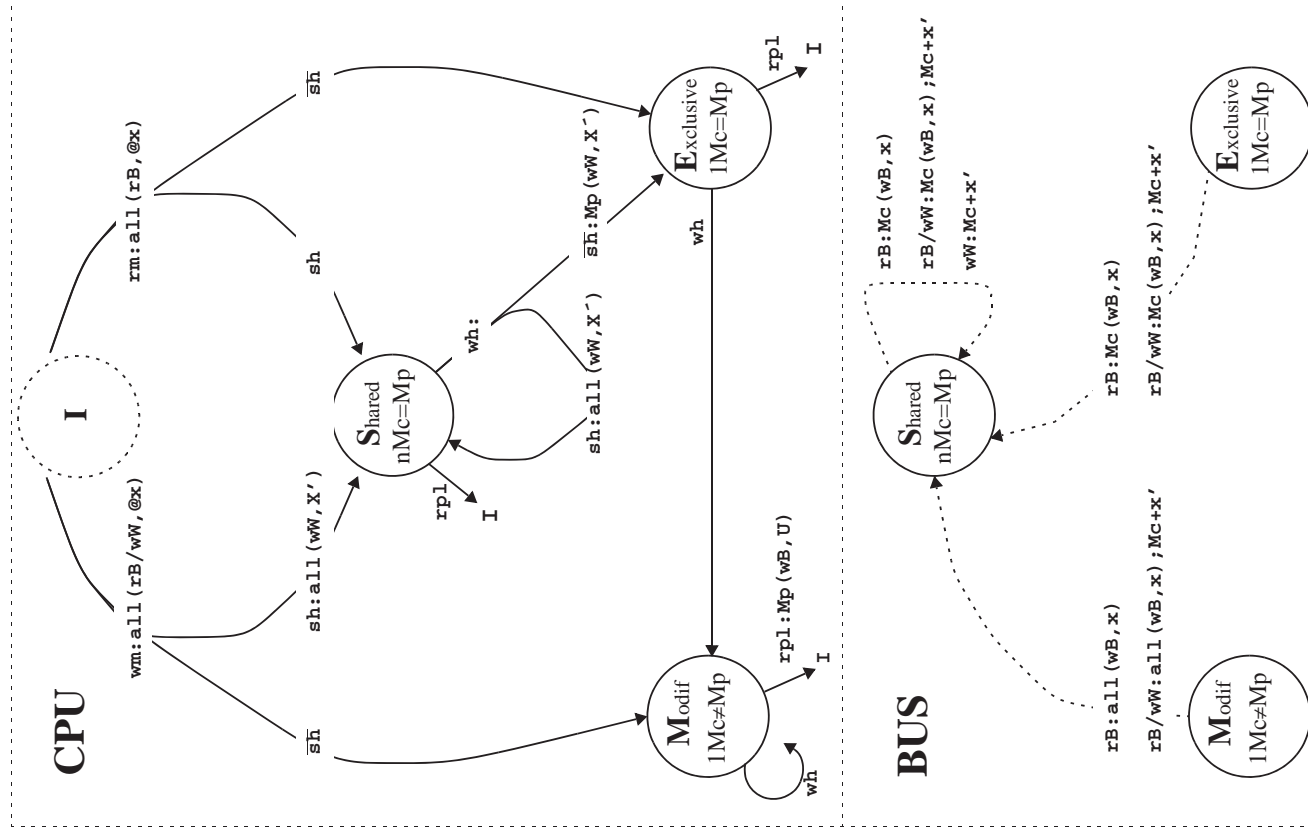 CPU
I
wm:all(rB/wW,@x)
rm:all(rB,@x)
sh
sh:all(wW,X')
sh
sh
Shared
nMc=Mp
rpl
I
wh:
sh:all(wW,X´)
sh:Mp(wW,X´)
Modif
1Mc≠Mp
wh
rpl:Mp(wB,U)
I
wh
Exclusive
1Mc=Mp
rpl
I
BUS
Shared
nMc=Mp
rB:Mc(wB,x)
rB/wW:Mc(wB,x);Mc+x'
wW:Mc+x'
rB:all(wB,x)
rB/wW:all(wB,x);Mc+x'
rB:Mc(wB,x)
rB/wW:Mc(wB,x);Mc+x'
Modif
1Mc≠Mp
Exclusive
1Mc=Mp